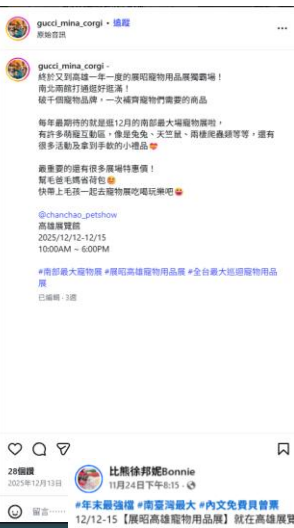 gucci_mina_corgi • 追蹤
原始音訊
gucci_mina_corgi •
終於又到高雄一年一度的展昭寵物用品展獨霸場！
南北兩館打通逛好逛滿！
破千個寵物品牌，一次補齊寵物們需要的商品
每年最期待的就是逛12月的南部最大場寵物展啦，
有許多萌寵互動區，像是兔兔、天竺鼠、兩棲爬蟲類等等，還有
很多活動及拿到手軟的小禮品
最重要的還有很多展場特惠價！
幫毛爸毛媽省荷包
快帶上毛孩一起去寵物展吃喝玩樂吧
@chanchao_petshow
高雄展覽館
2025/12/12-12/15
10:00AM ~ 6:00PM
#南部最大寵物展 #展昭高雄寵物用品展 #全台最大巡迴寵物用品
展
已編輯 · 3週
28個讚
2025年12月13日
留言……
比熊徐邦妮Bonnie
11月24日下午8:15 ·
#年末最強檔 #南臺灣最大 #內文免費貝曾票
12/12-15【展昭高雄寵物用品展】就在高雄展覽